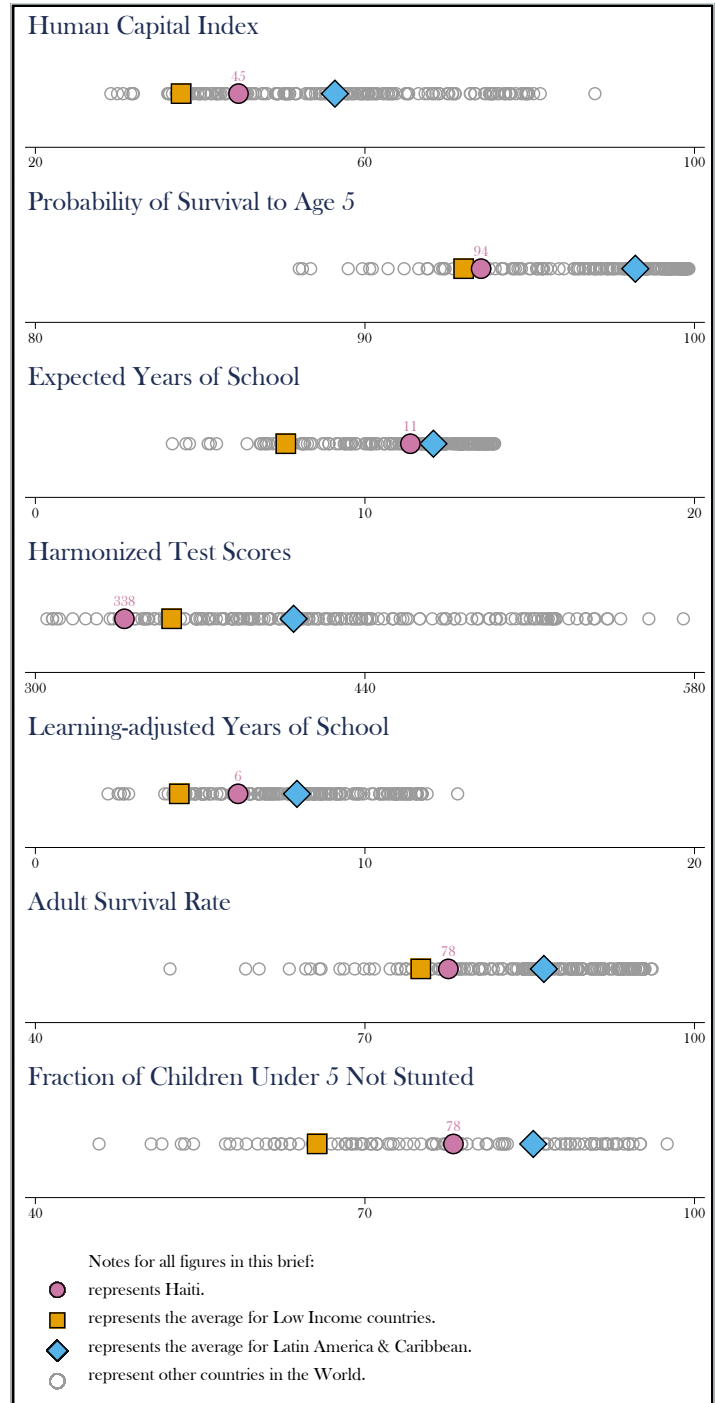 Human Capital Index
45
20 60 100
Probability of Survival to Age 5
94
80 90 100
Expected Years of School
11
0 10 20
Harmonized Test Scores
338
300 440 580
Learning-adjusted Years of School
6
0 10 20
Adult Survival Rate
78
40 70 100
Fraction of Children Under 5 Not Stunted
78
40 70 100
Notes for all figures in this brief:
represents Haiti.
represents the average for Low Income countries.
represents the average for Latin America & Caribbean.
represent other countries in the World.